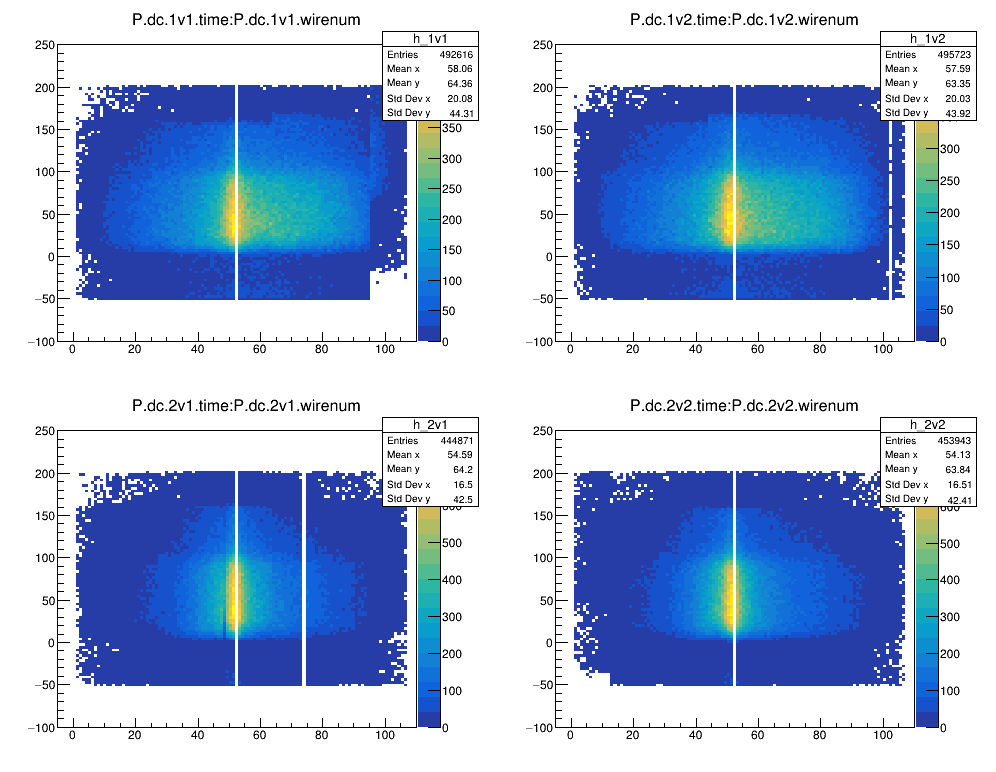 P.dc.1v1.time:P.dc.1v1.wirenum
h_1v1
Entries 492616
Mean x 58.06
Mean y 64.36
Std Dev x 20.08
Std Dev y 44.31
250
200
150
100
50
0
−50
−100
0 20 40 60 80 100
350
300
250
200
150
100
50
0
P.dc.1v2.time:P.dc.1v2.wirenum
h_1v2
Entries 495723
Mean x 57.59
Mean y 63.35
Std Dev x 20.03
Std Dev y 43.92
250
200
150
100
50
0
−50
−100
0 20 40 60 80 100
350
300
250
200
150
100
50
0
P.dc.2v1.time:P.dc.2v1.wirenum
h_2v1
Entries 444871
Mean x 54.59
Mean y 64.2
Std Dev x 16.5
Std Dev y 42.5
250
200
150
100
50
0
−50
−100
0 20 40 60 80 100
600
500
400
300
200
100
0
P.dc.2v2.time:P.dc.2v2.wirenum
h_2v2
Entries 453943
Mean x 54.13
Mean y 63.84
Std Dev x 16.51
Std Dev y 42.41
250
200
150
100
50
0
−50
−100
0 20 40 60 80 100
600
500
400
300
200
100
0